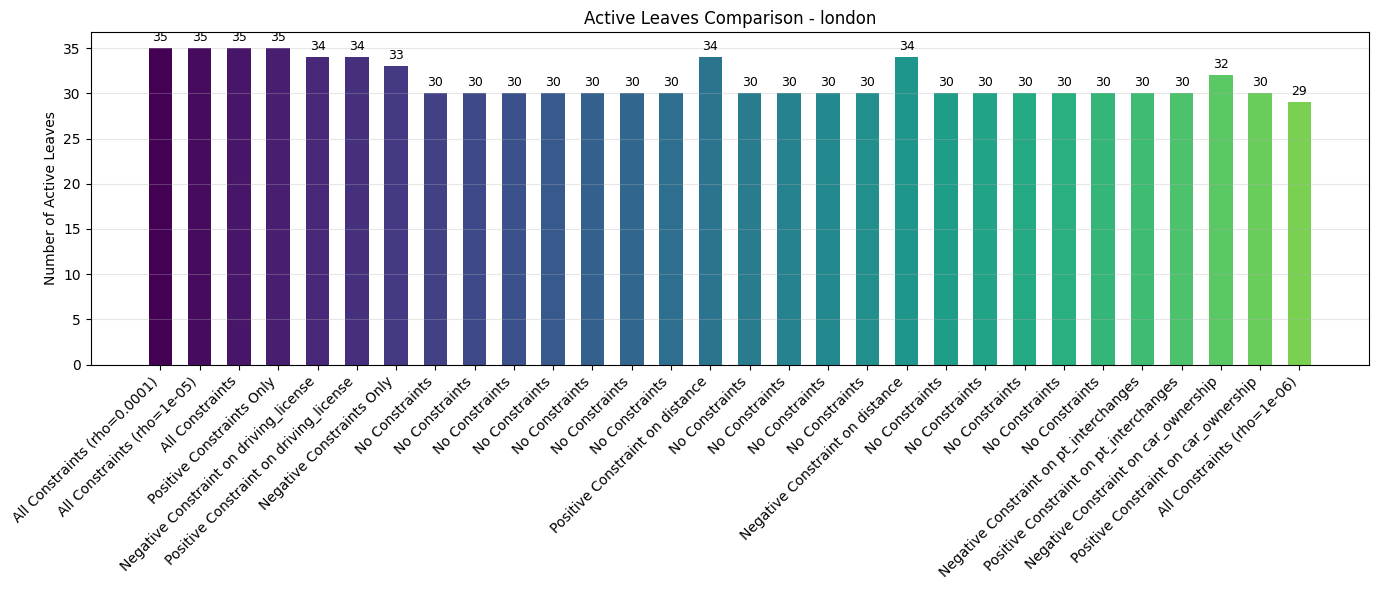 Active Leaves Comparison - london
Number of Active Leaves
35
30
25
20
15
10
5
0
35
35
35
35
34
34
33
30
30
30
30
30
30
30
34
30
30
30
30
34
30
30
30
30
30
30
30
32
30
29
All Constraints (rho=0.0001)
All Constraints (rho=1e-05)
All Constraints
Positive Constraints Only
Negative Constraint on driving_license
Positive Constraint on driving_license
Negative Constraints Only
No Constraints
No Constraints
No Constraints
No Constraints
No Constraints
No Constraints
No Constraints
Positive Constraint on distance
No Constraints
No Constraints
No Constraints
No Constraints
Negative Constraint on distance
No Constraints
No Constraints
No Constraints
No Constraints
No Constraints
Negative Constraint on pt_interchanges
Positive Constraint on pt_interchanges
Negative Constraint on car_ownership
Positive Constraint on car_ownership
All Constraints (rho=1e-06)